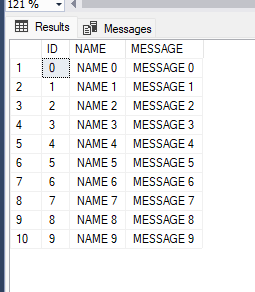 121 %
Results Messages
ID NAME MESSAGE
1 0 NAME 0 MESSAGE 0
2 1 NAME 1 MESSAGE 1
3 2 NAME 2 MESSAGE 2
4 3 NAME 3 MESSAGE 3
5 4 NAME 4 MESSAGE 4
6 5 NAME 5 MESSAGE 5
7 6 NAME 6 MESSAGE 6
8 7 NAME 7 MESSAGE 7
9 8 NAME 8 MESSAGE 8
10 9 NAME 9 MESSAGE 9